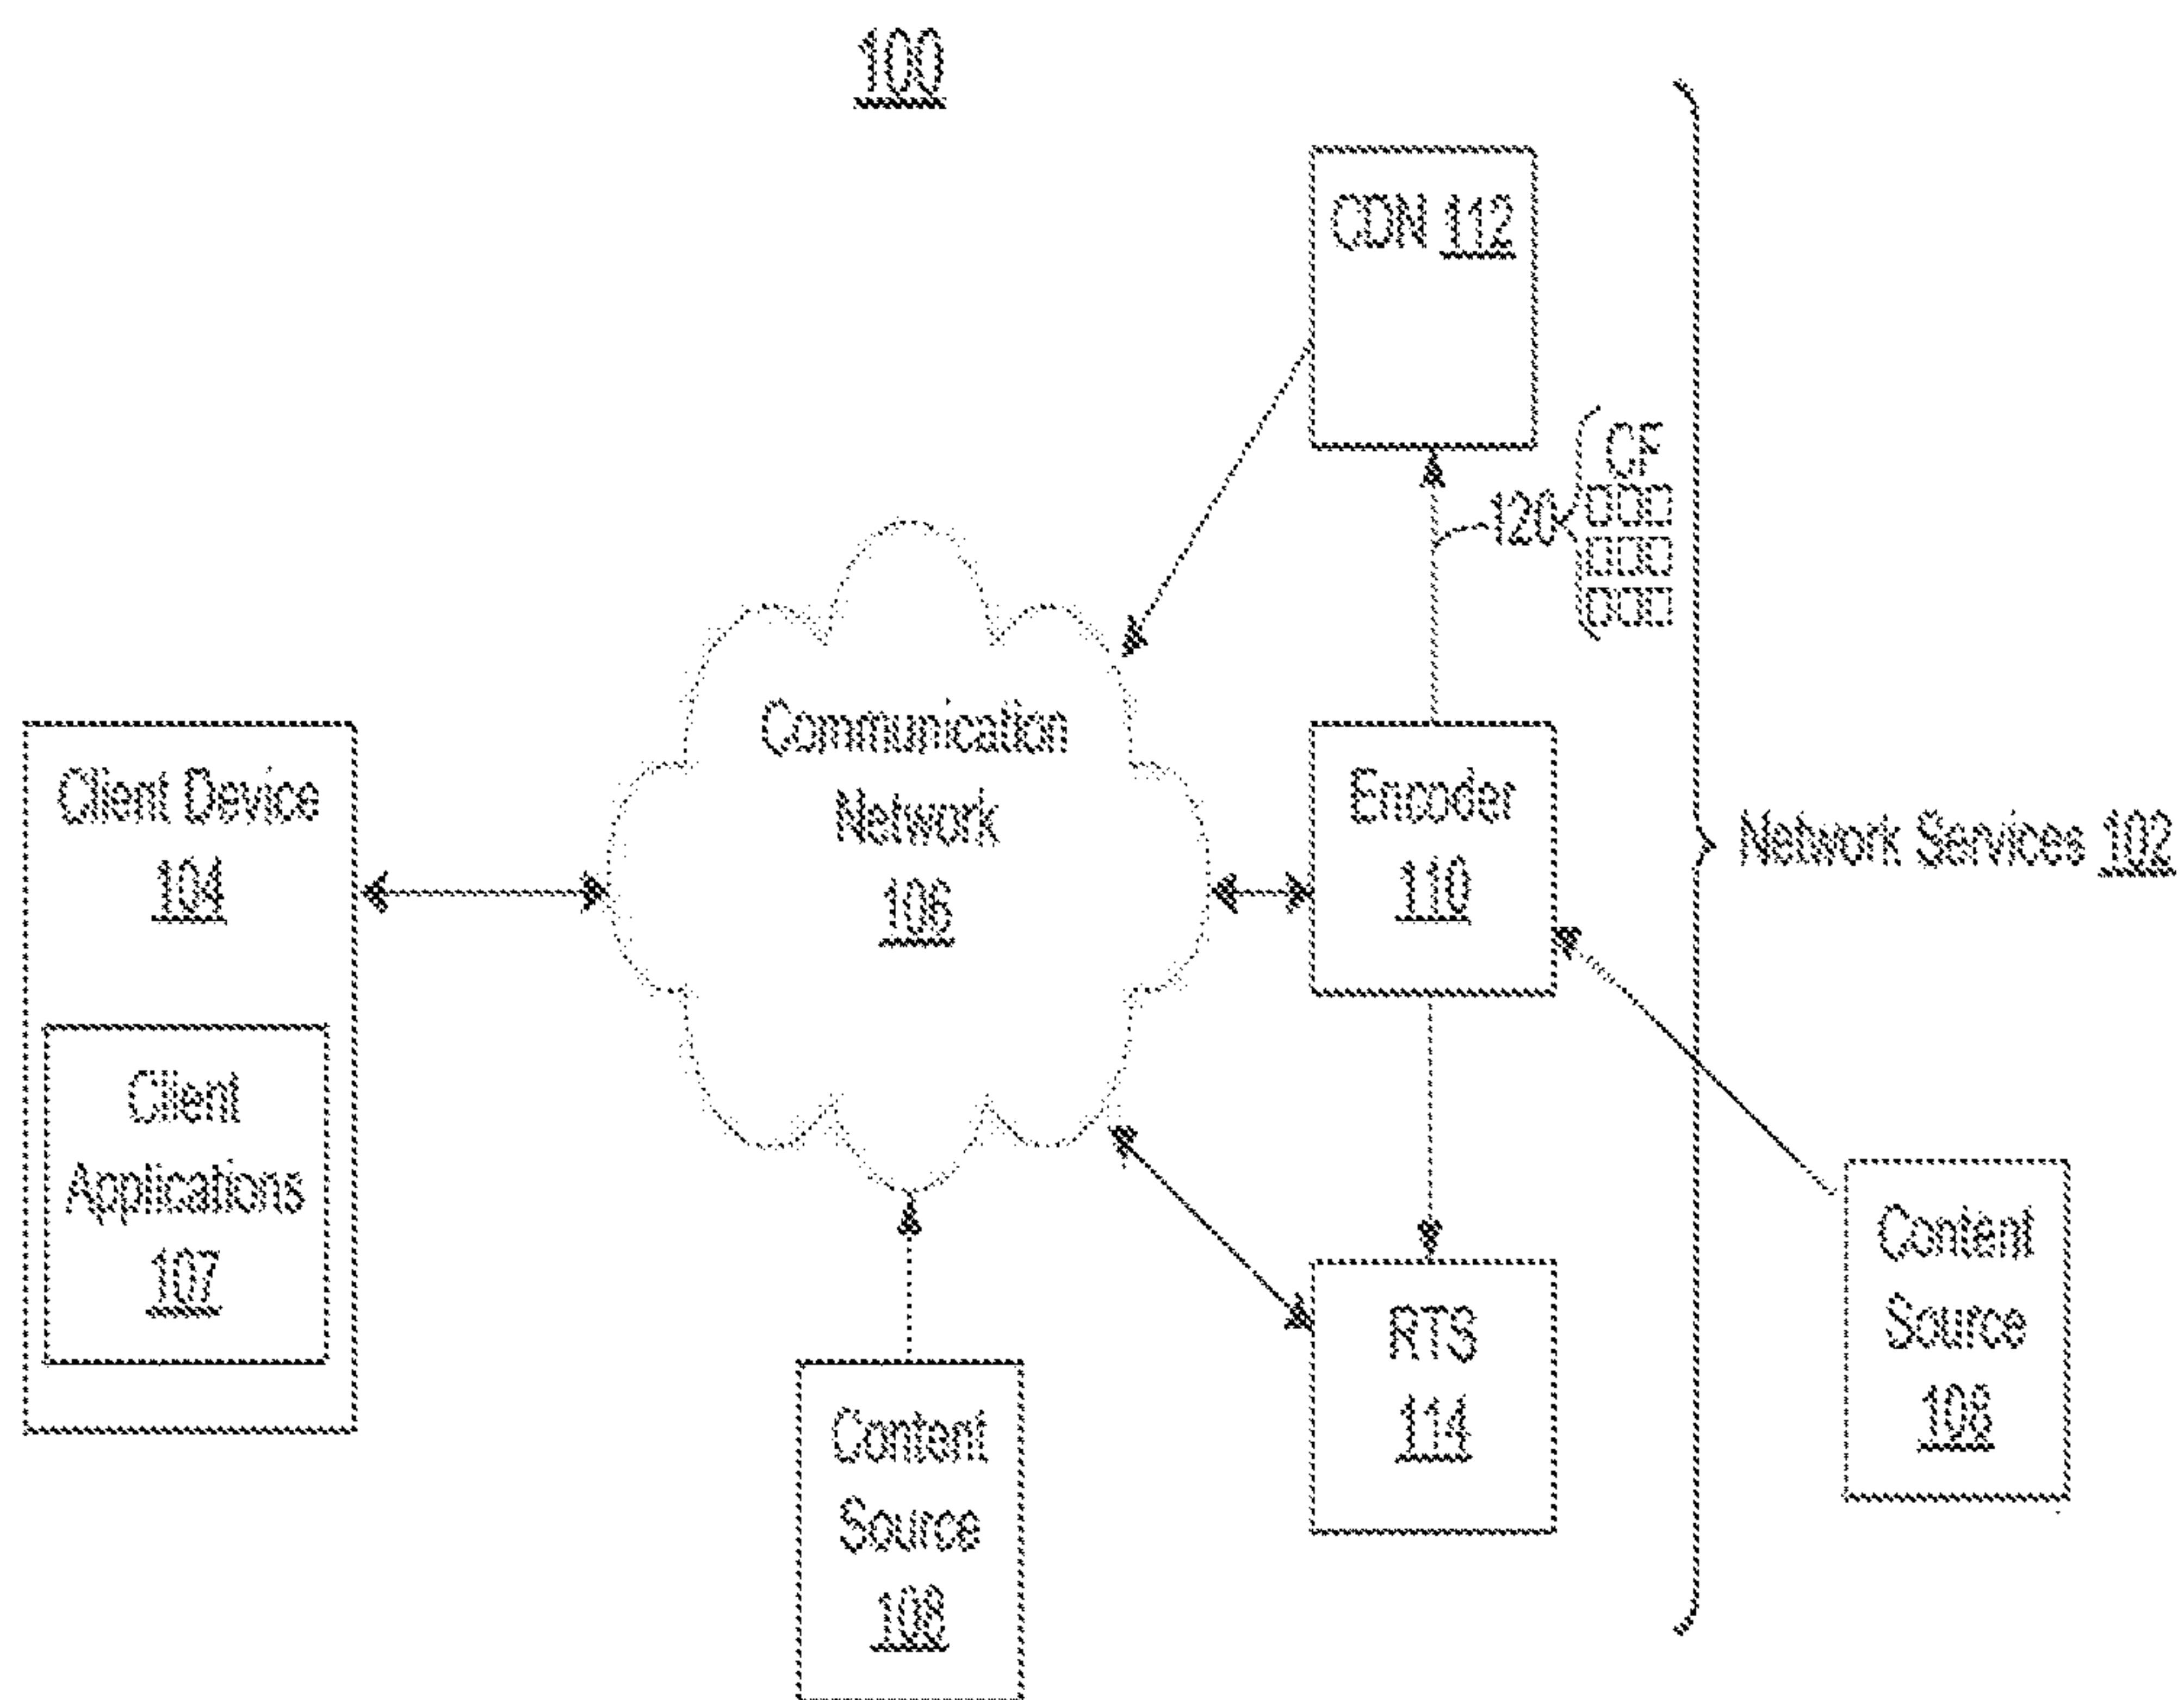 100
CDN 112
CF
120
Communication
Network
106
Client Device
104
Encoder
110
Network Services 102
Client
Applications
107
RTS
114
Content
Source
108
Content
Source
108